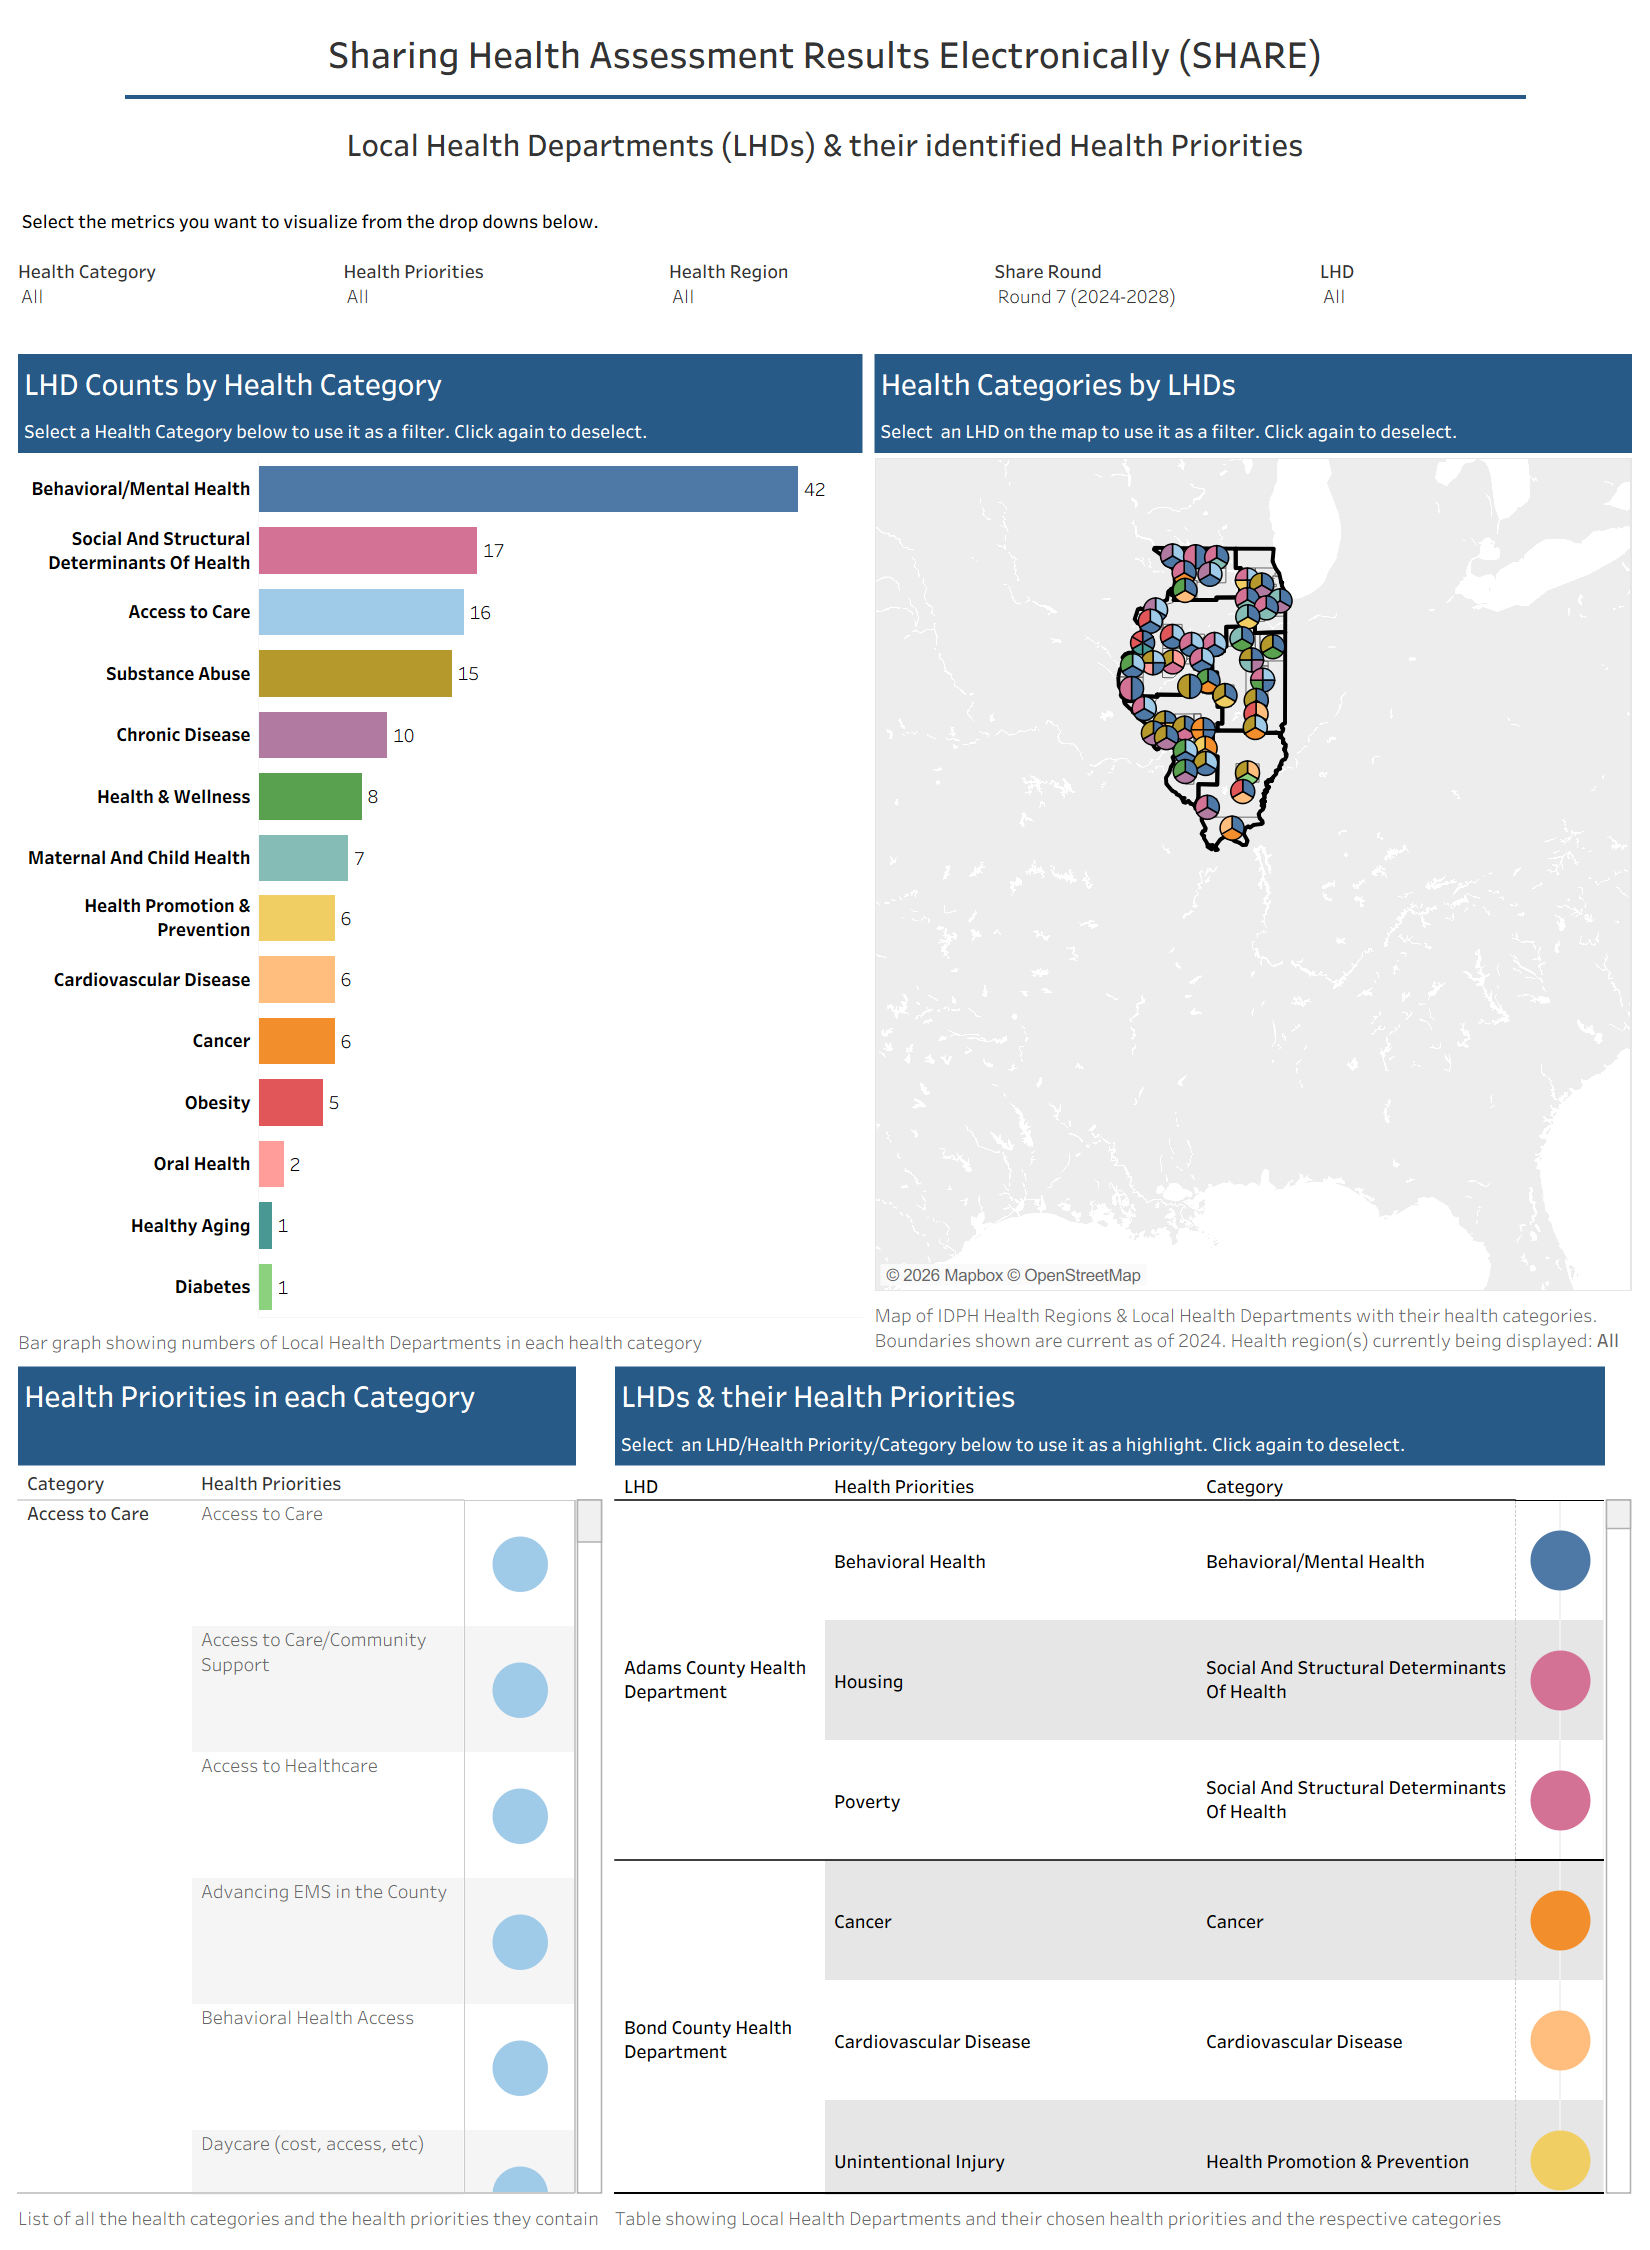 Sharing Health Assessment Results Electronically (SHARE)
Local Health Departments (LHDs) & their identified Health Priorities
Select the metrics you want to visualize from the drop downs below.
Health Category
All
Health Priorities
All
Health Region
All
Share Round
Round 7 (2024-2028)
LHD
All
LHD Counts by Health Category
Select a Health Category below to use it as a filter. Click again to deselect.
Behavioral/Mental Health
42
Social And Structural
Determinants Of Health
17
Access to Care
16
Substance Abuse
15
Chronic Disease
10
Health & Wellness
8
Maternal And Child Health
7
Health Promotion &
Prevention
6
Cardiovascular Disease
6
Cancer
6
Obesity
5
Oral Health
2
Healthy Aging
1
Diabetes
1
Bar graph showing numbers of Local Health Departments in each health category
Health Categories by LHDs
Select an LHD on the map to use it as a filter. Click again to deselect.
© 2026 Mapbox © OpenStreetMap
Map of IDPH Health Regions & Local Health Departments with their health categories.
Boundaries shown are current as of 2024. Health region(s) currently being displayed: All
Health Priorities in each Category
Category
Health Priorities
Access to Care
Access to Care
Access to Care/Community
Support
Access to Healthcare
Advancing EMS in the County
Behavioral Health Access
Daycare (cost, access, etc)
List of all the health categories and the health priorities they contain
LHDs & their Health Priorities
Select an LHD/Health Priority/Category below to use it as a highlight. Click again to deselect.
LHD
Health Priorities
Category
Adams County Health
Department
Behavioral Health
Behavioral/Mental Health
Housing
Social And Structural Determinants
Of Health
Poverty
Social And Structural Determinants
Of Health
Bond County Health
Department
Cancer
Cancer
Cardiovascular Disease
Cardiovascular Disease
Unintentional Injury
Health Promotion & Prevention
Table showing Local Health Departments and their chosen health priorities and the respective categories